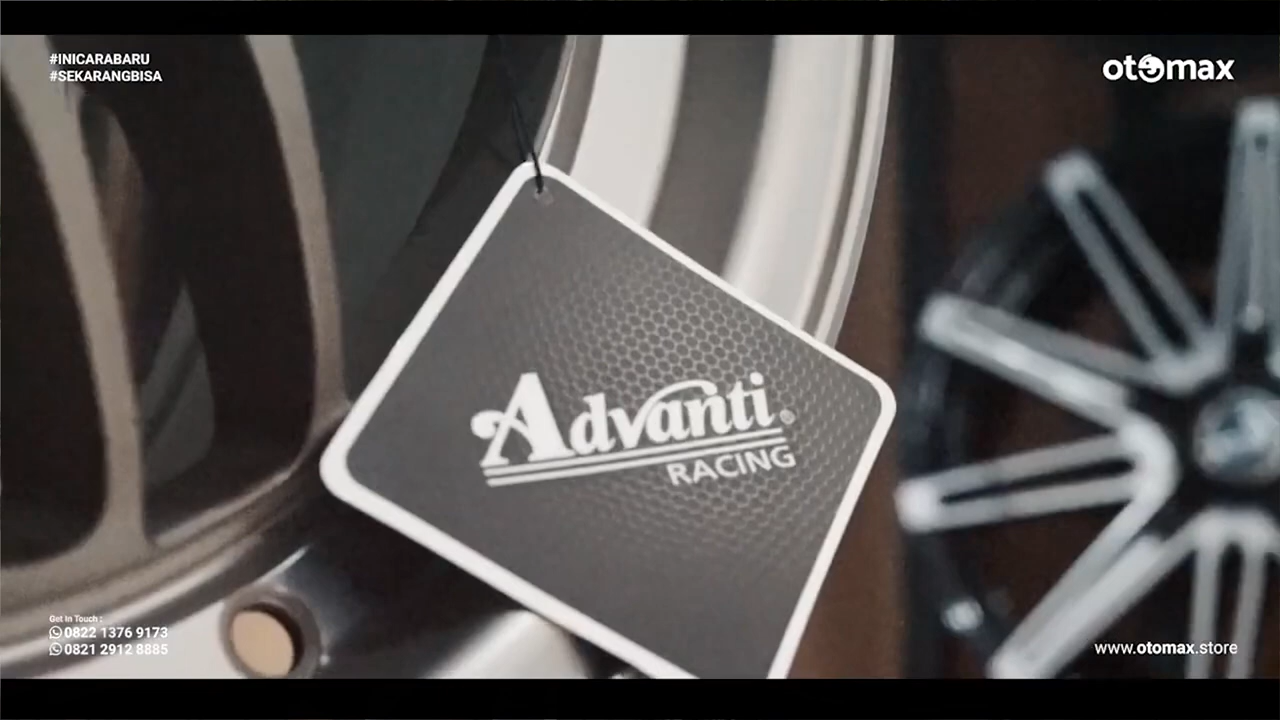 #INICARABARU
#SEKARANGBISA
otomax
Advanti®
RACING
Get In Touch :
0822 1376 9173
0821 2912 8885
www.otomax.store